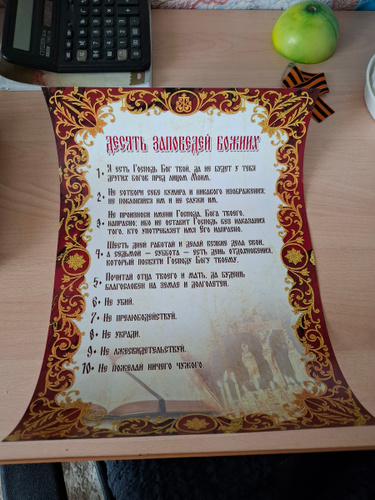 ДЕСЯТЬ ЗАПОВЕДЕЙ БОЖИИХ
1. Я есть Господь Бог твой, да не будет у тебя
других богов пред лицом Моим.
2. Не сотвори себе кумира и никакого изображения;
не поклоняйся им и не служи им.
Не произноси имени Господа, Бога твоего,
3. напрасно; ибо не оставит Господь без наказания
того, кто употребляет имя Его напрасно.
Шесть дней работай и делай всякие дела свои,
4. а седьмой – суббота – есть день отдохновения,
который посвяти Господу Богу твоему.
5. Почитай отца твоего и мать, да будешь
благословен на земле и долголетен.
6. Не убий.
7. Не прелюбодействуй.
8. Не укради.
9. Не лжесвидетельствуй.
10. Не пожелай ничего чужого.